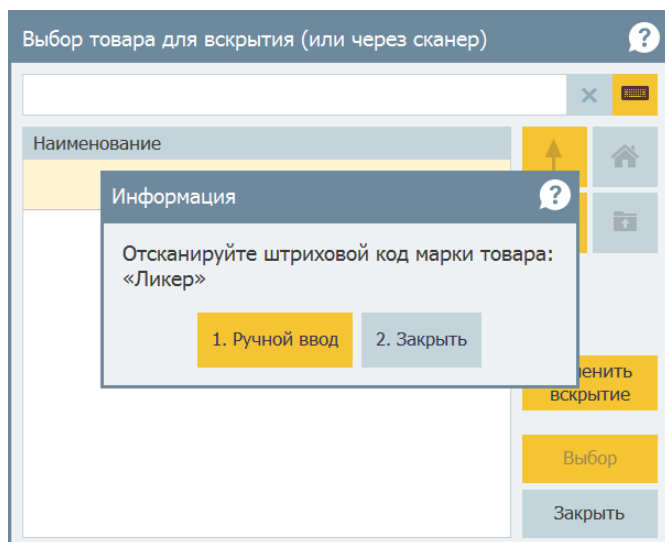 Выбор товара для вскрытия (или через сканер)
?
×
Наименование
Информация
?
Отсканируйте штриховой код марки товара:
«Ликер»
1. Ручной ввод
2. Закрыть
вскрытие
Выбор
Закрыть